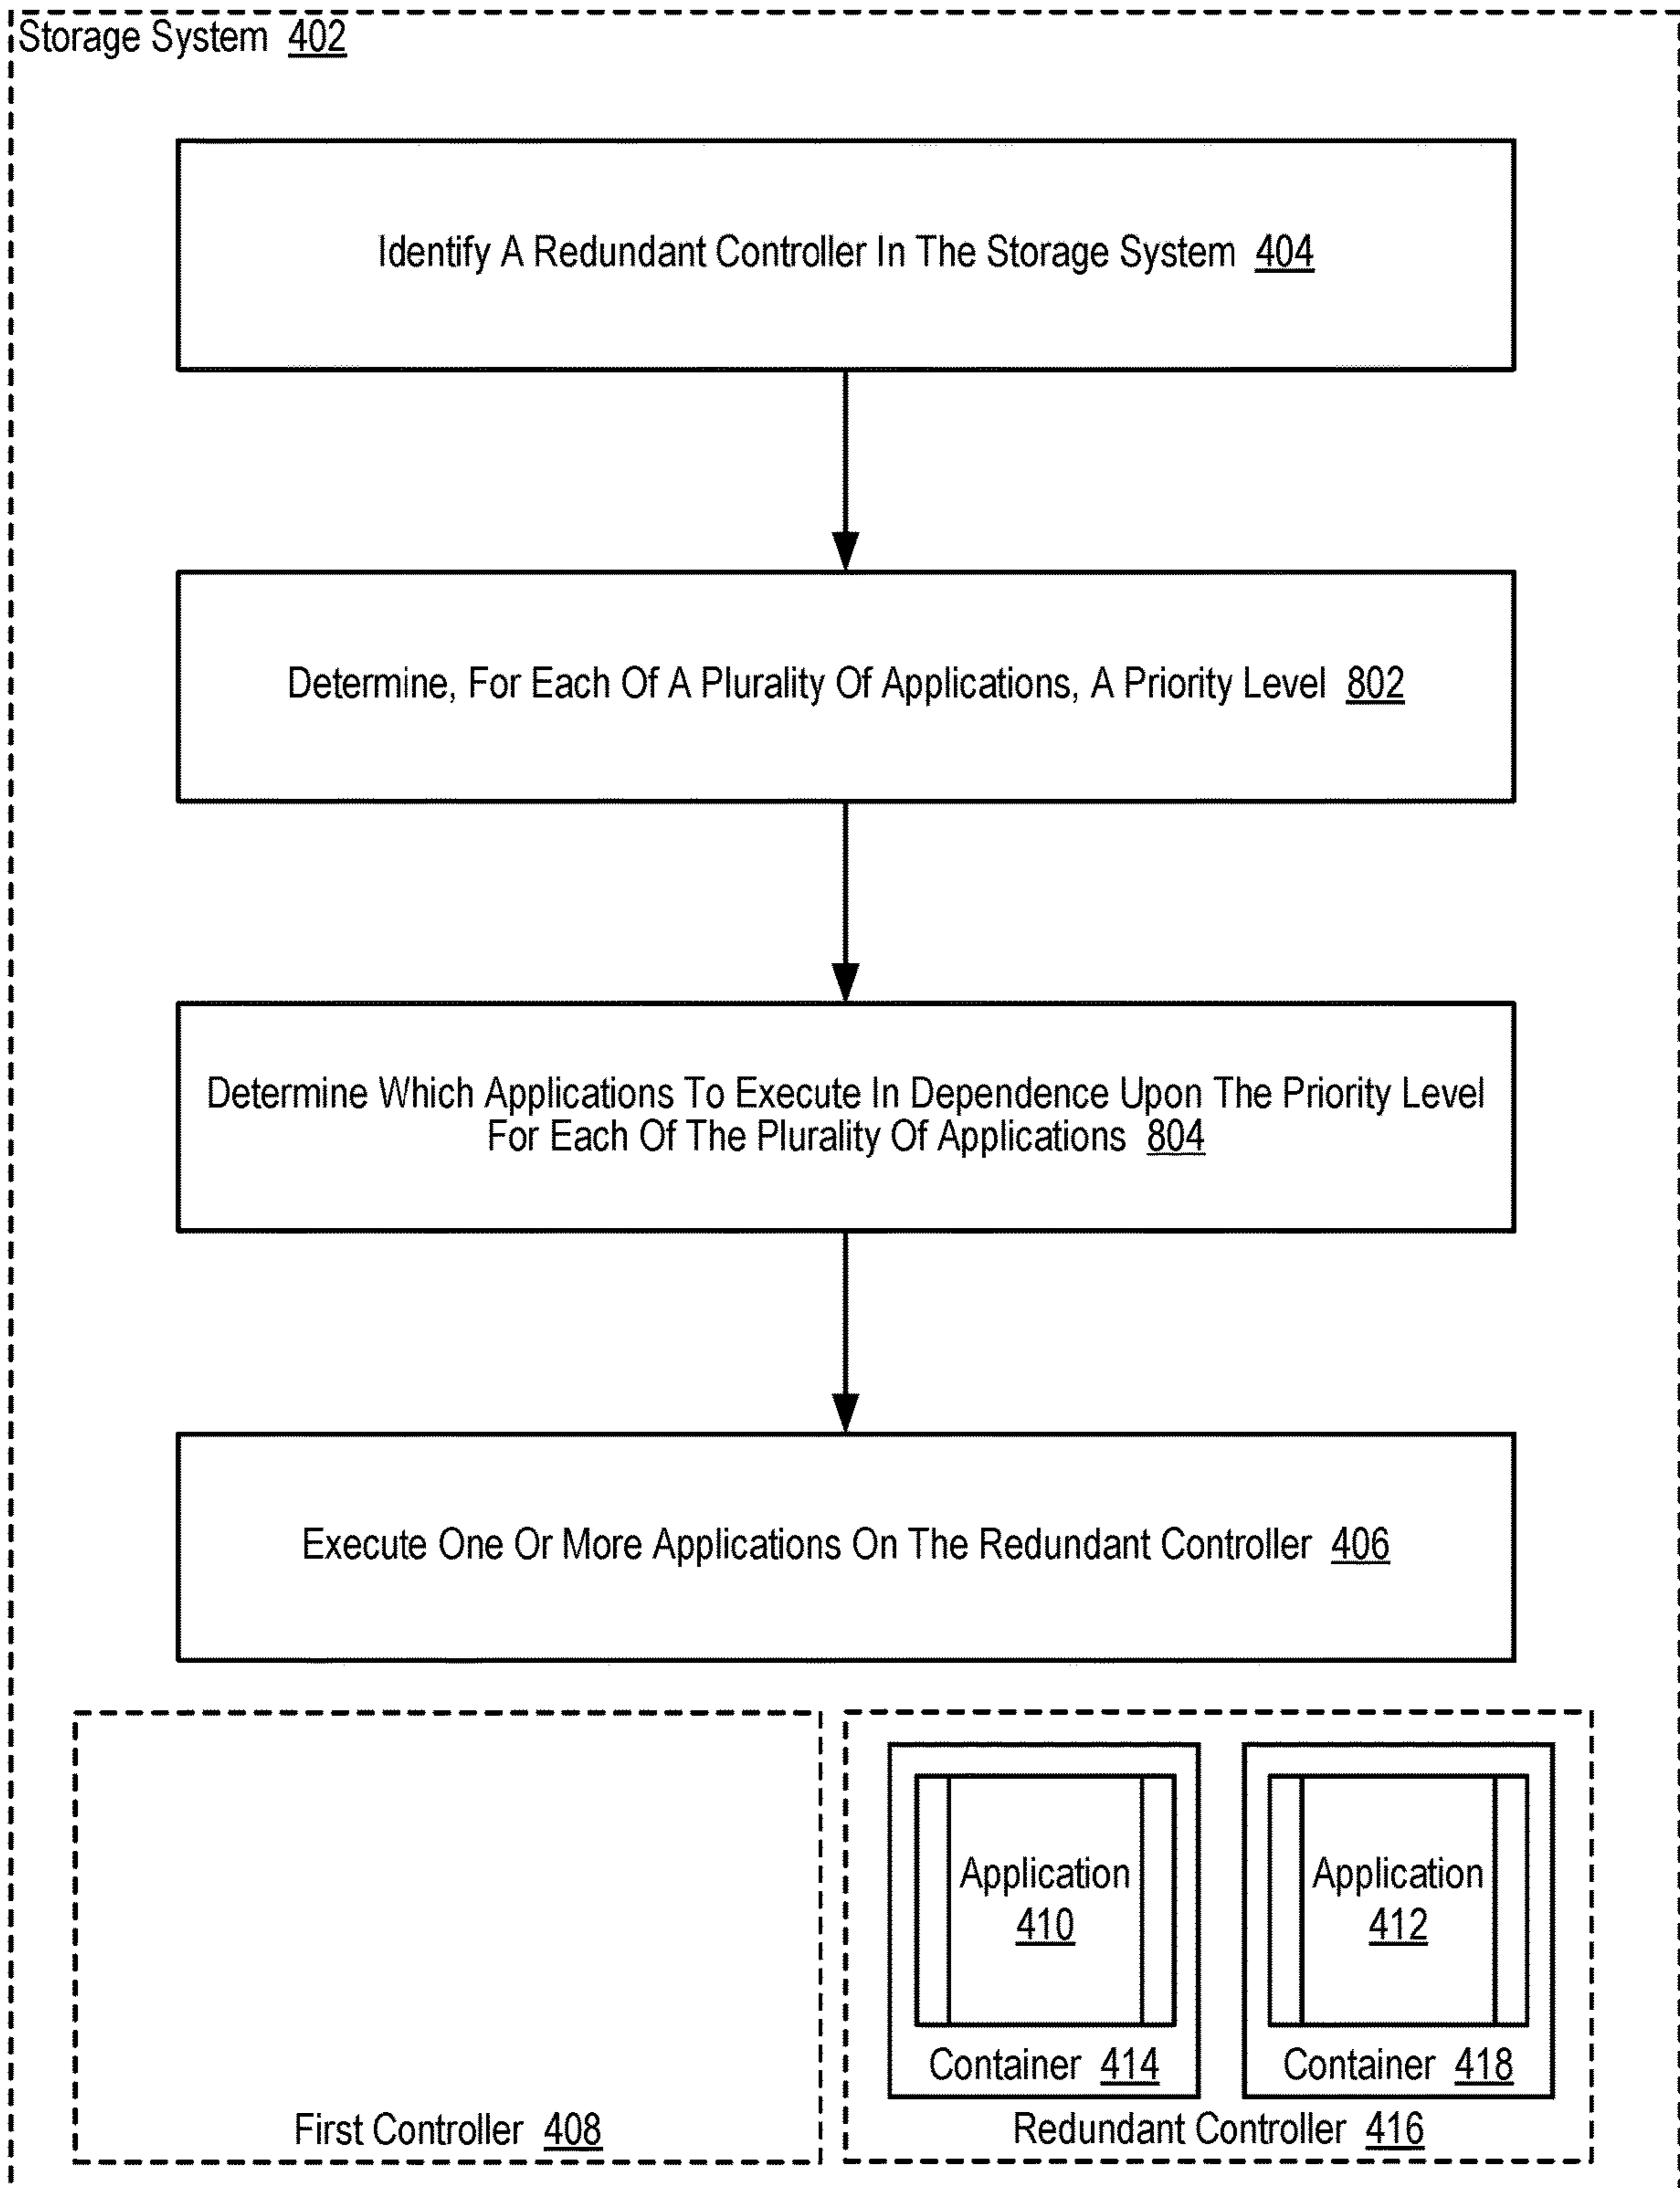 Storage System 402
Identify A Redundant Controller In The Storage System 404
Determine, For Each Of A Plurality Of Applications, A Priority Level 802
Determine Which Applications To Execute In Dependence Upon The Priority Level
For Each Of The Plurality Of Applications 804
Execute One Or More Applications On The Redundant Controller 406
Application
410
Container 414
Application
412
Container 418
First Controller 408
Redundant Controller 416